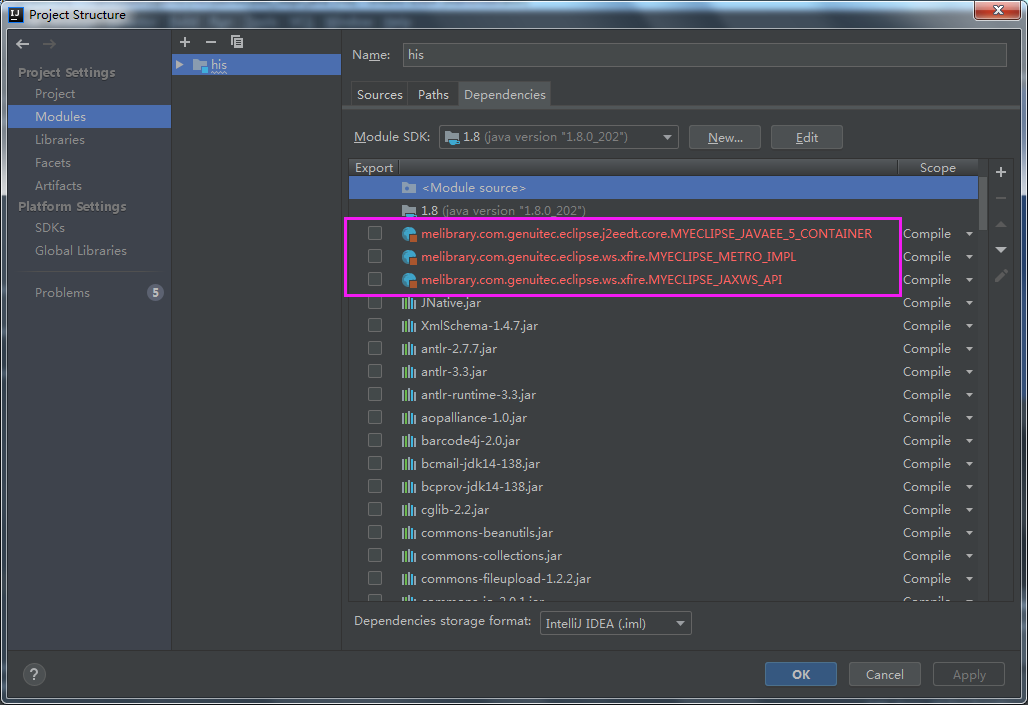 Project Structure
Project Settings
Project
Modules
Libraries
Facets
Artifacts
Platform Settings
SDKs
Global Libraries
Problems 5
his
Name: his
Sources Paths Dependencies
Module SDK: 1.8 (java version "1.8.0_202") New... Edit
Export Scope
<Module source>
1.8 (java version "1.8.0_202")
melibrary.com.genuitec.eclipse.j2eedt.core.MYECLIPSE_JAVAEE_5_CONTAINER Compile
melibrary.com.genuitec.eclipse.ws.xfire.MYECLIPSE_METRO_IMPL Compile
melibrary.com.genuitec.eclipse.ws.xfire.MYECLIPSE_JAXWS_API Compile
JNative.jar Compile
XmlSchema-1.4.7.jar Compile
antlr-2.7.7.jar Compile
antlr-3.3.jar Compile
antlr-runtime-3.3.jar Compile
aopalliance-1.0.jar Compile
barcode4j-2.0.jar Compile
bcmail-jdk14-138.jar Compile
bcprov-jdk14-138.jar Compile
cglib-2.2.jar Compile
commons-beanutils.jar Compile
commons-collections.jar Compile
commons-fileupload-1.2.2.jar Compile
Compile
Dependencies storage format: IntelliJ IDEA (.iml)
? OK Cancel Apply